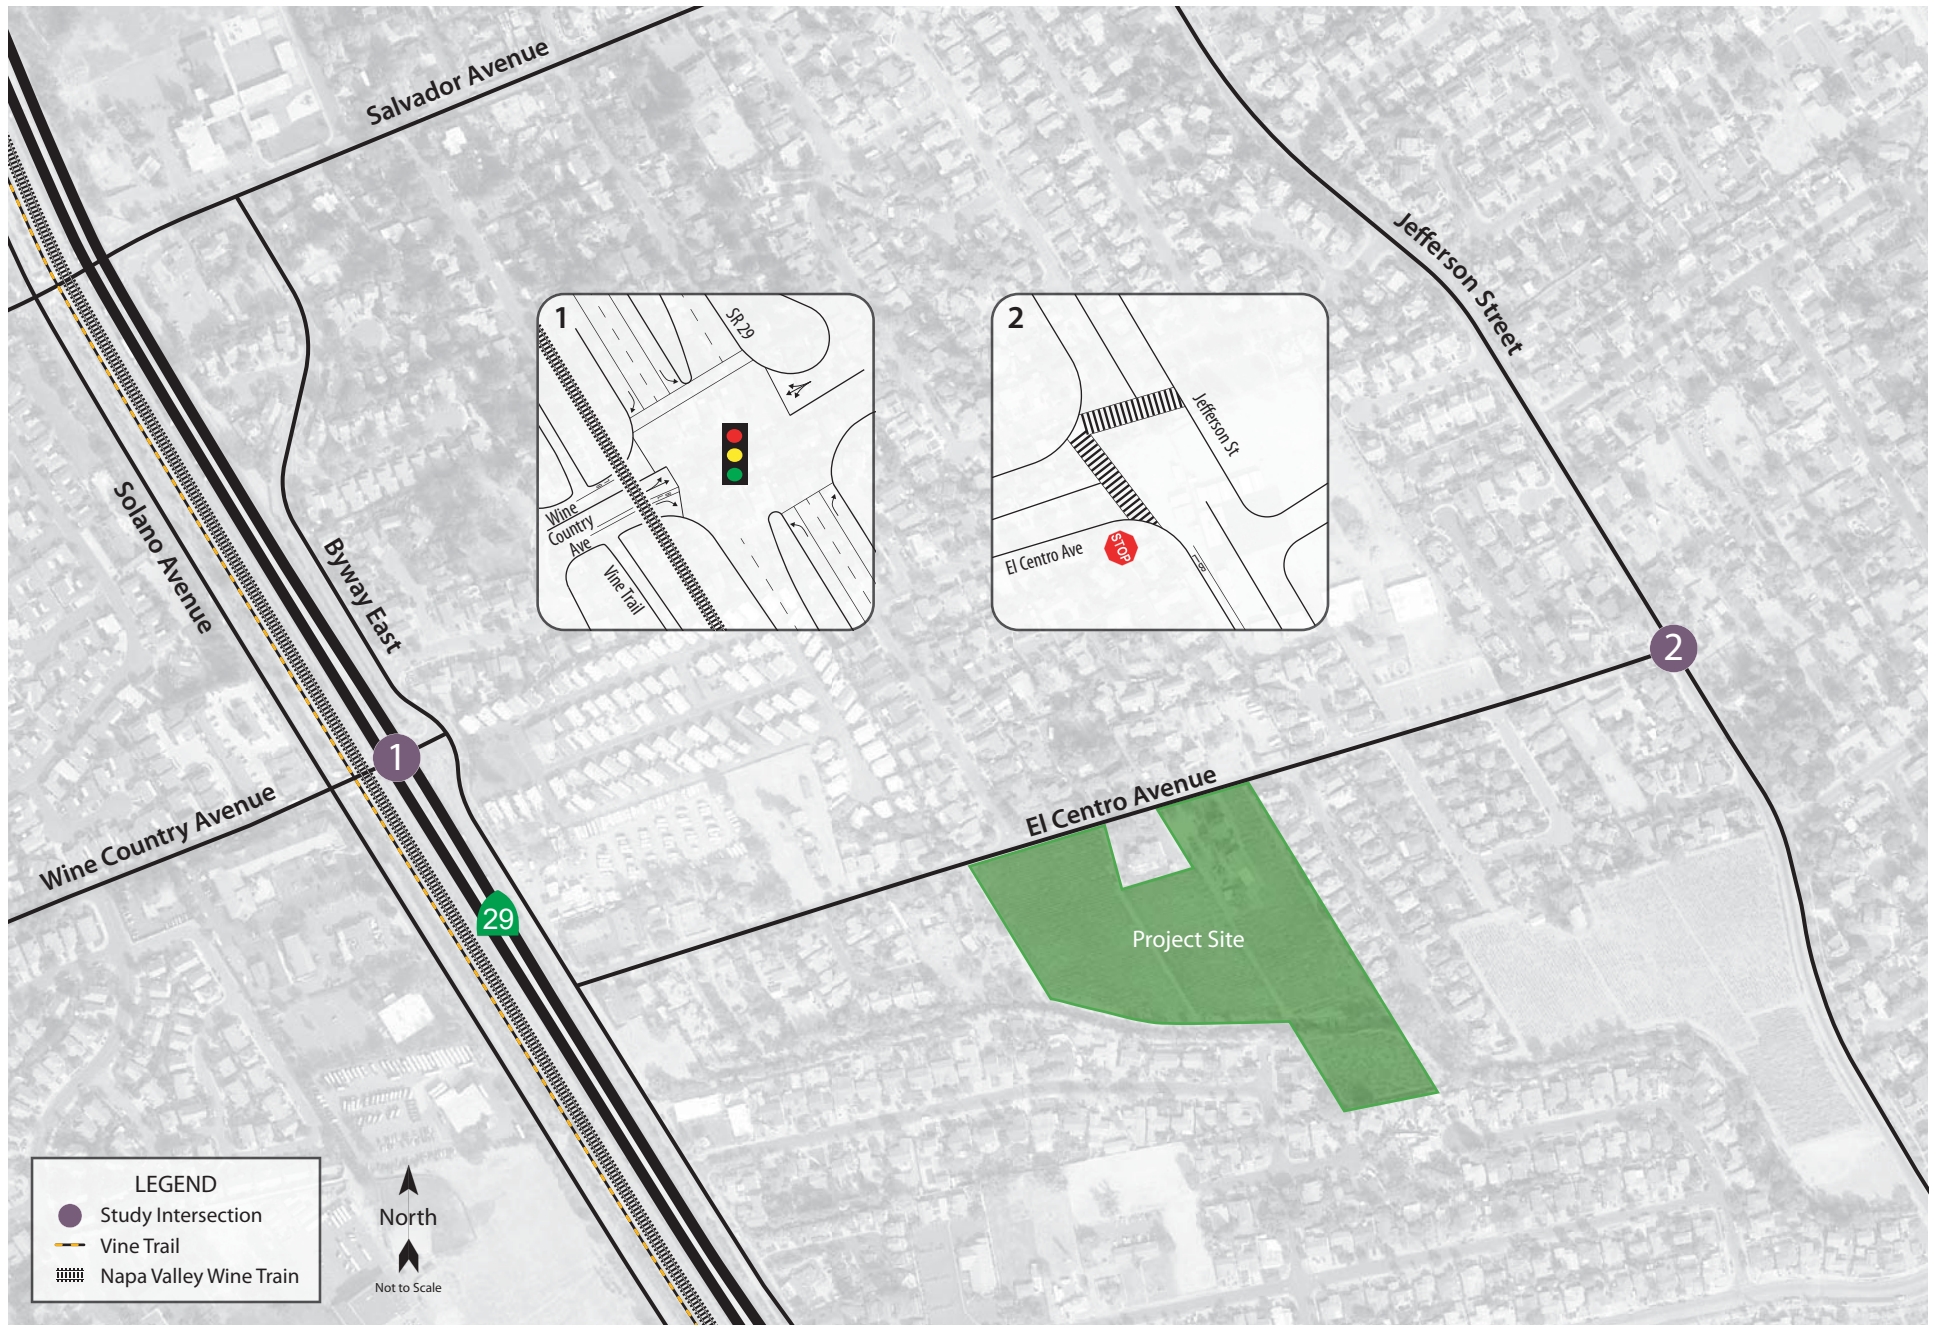 Salvador Avenue
Jefferson Street
1
SR 29
Wine
Country
Ave
Vine Trail
2
Jefferson St
El Centro Ave
STOP
Solano Avenue
Byway East
2
1
El Centro Avenue
Wine Country Avenue
29
Project Site
LEGEND
Study Intersection
Vine Trail
Napa Valley Wine Train
North
Not to Scale